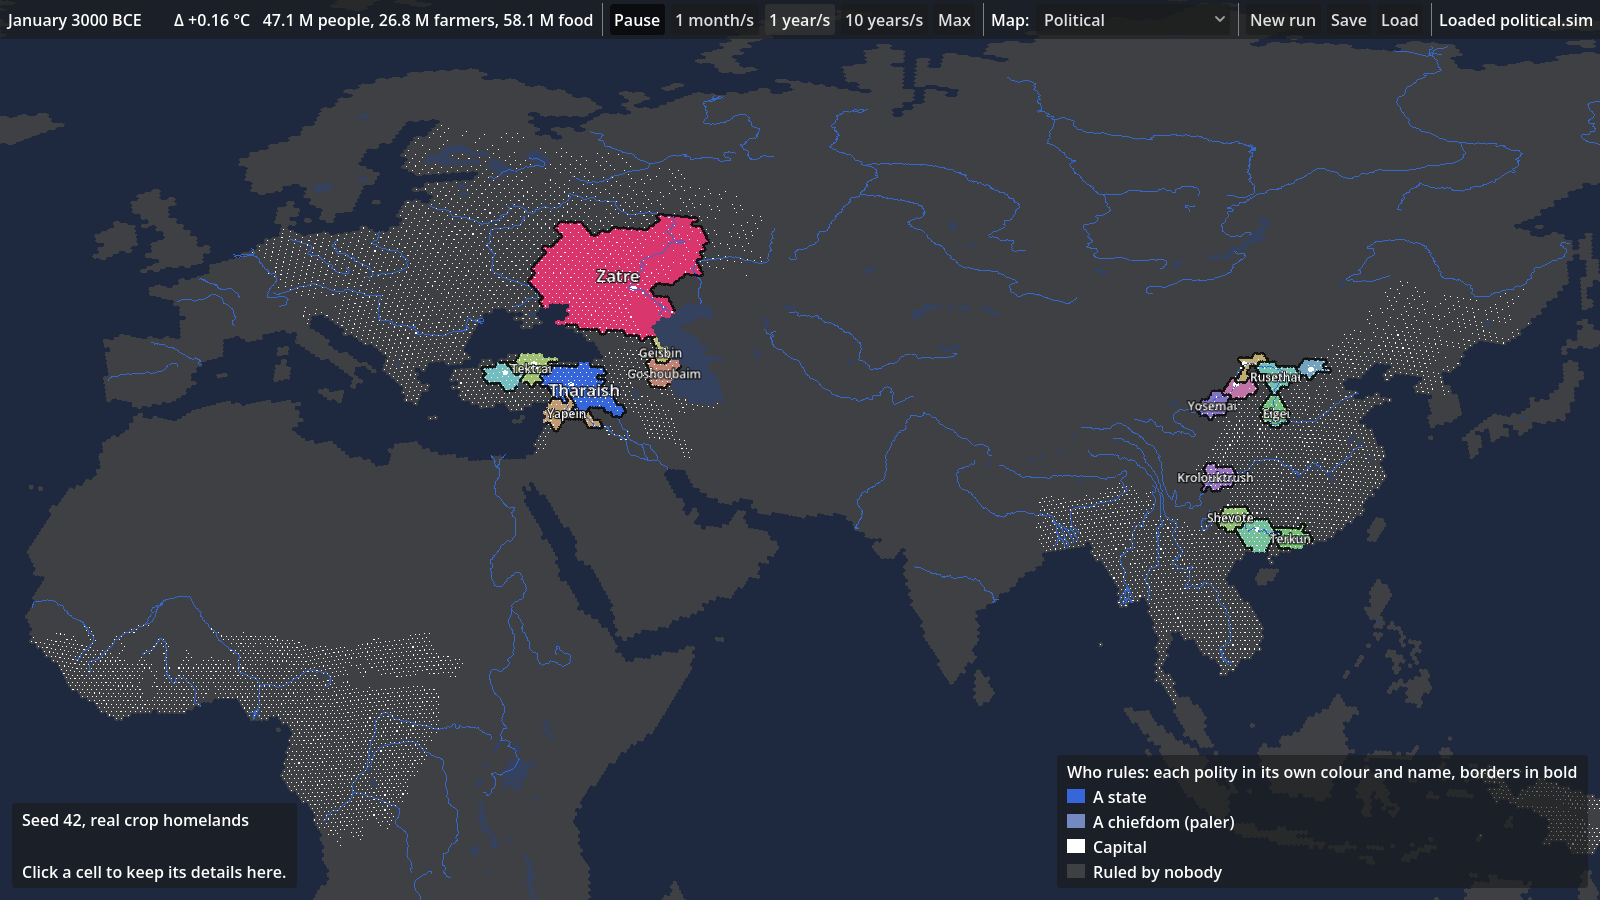 January 3000 BCE Δ +0.16 °C 47.1 M people, 26.8 M farmers, 58.1 M food Pause 1 month/s 1 year/s 10 years/s Max Map: Political New run Save Load Loaded political.sim
Zatre
Geisbin
Goshoubaim
Tektrai
Tharaish
Yapein
Rusethai
Yosemai
Eigei
Krolouktrush
Shevote
Terkun
Who rules: each polity in its own colour and name, borders in bold
A state
A chiefdom (paler)
Capital
Ruled by nobody
Seed 42, real crop homelands
Click a cell to keep its details here.